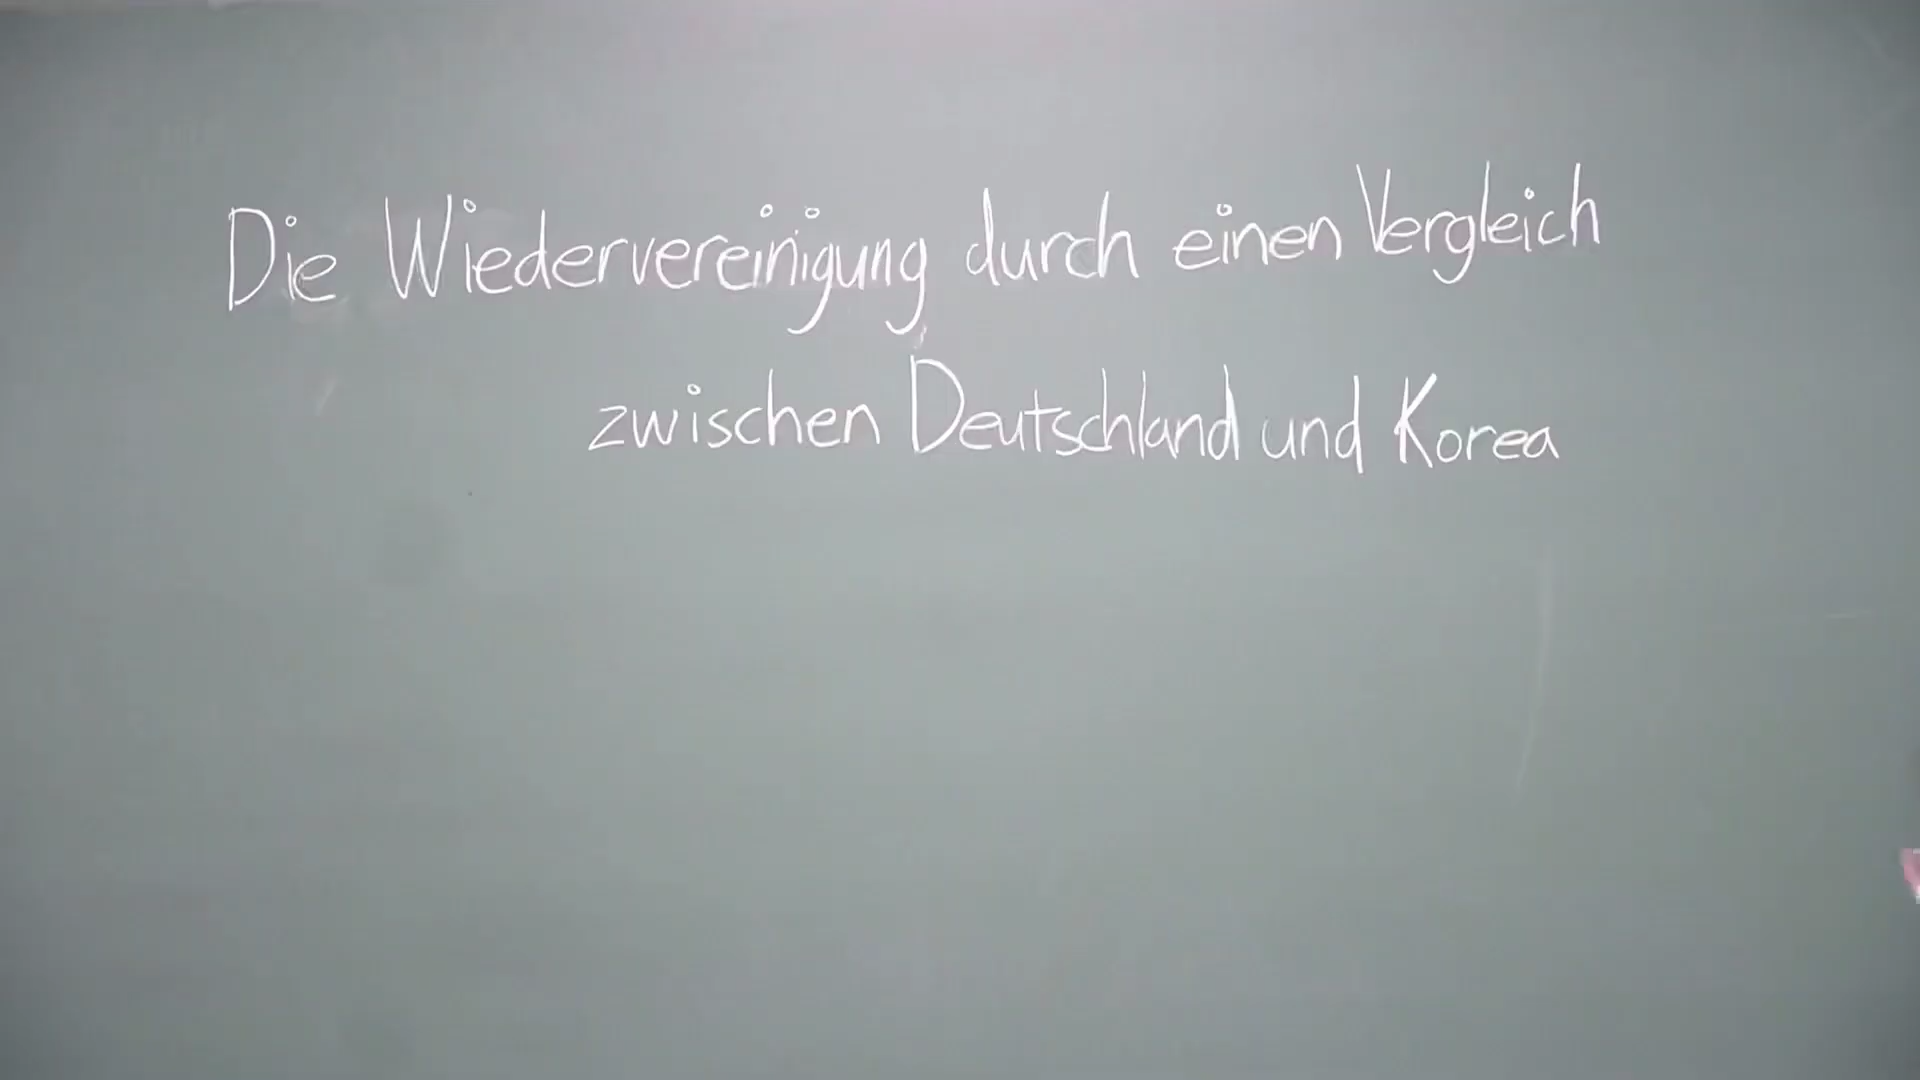 Die Wiedervereinigung durch einen Vergleich
zwischen Deutschland und Korea